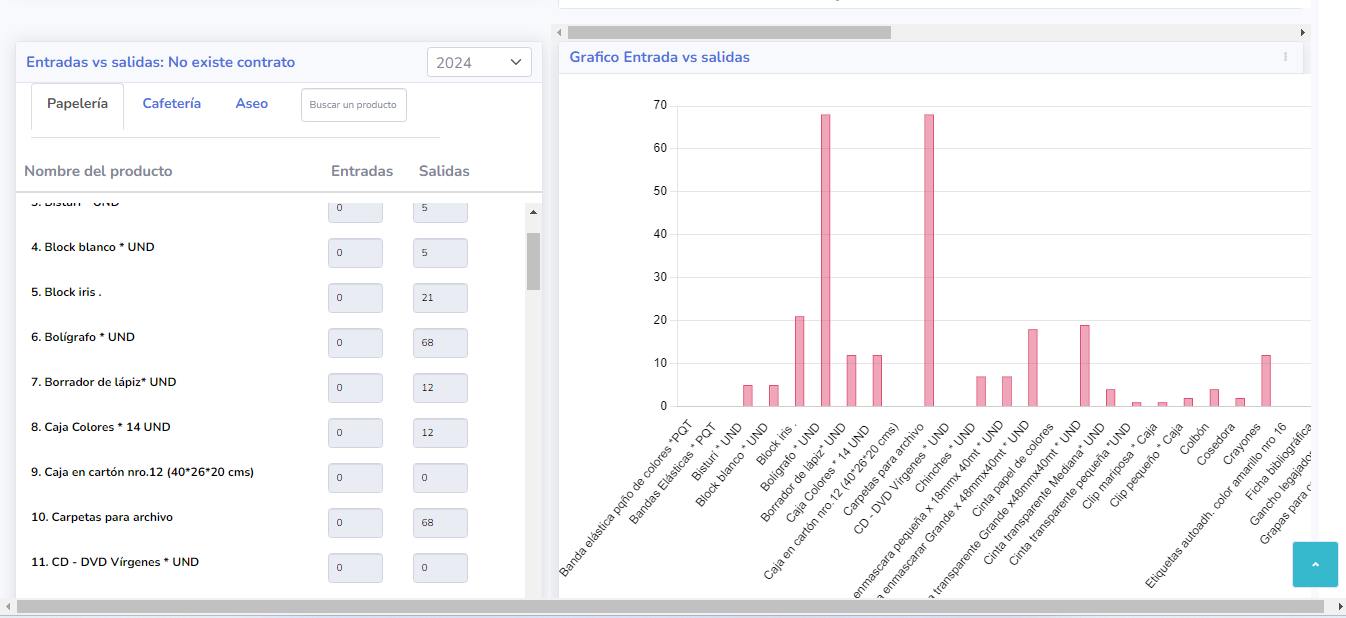 Entradas vs salidas: No existe contrato
2024
Papelería
Cafetería
Aseo
Buscar un producto
Nombre del producto
Entradas
Salidas
3. Bisturí * UND
0
5
4. Block blanco * UND
0
5
5. Block iris .
0
21
6. Bolígrafo * UND
0
68
7. Borrador de lápiz* UND
0
12
8. Caja Colores * 14 UND
0
12
9. Caja en cartón nro.12 (40*26*20 cms)
0
0
10. Carpetas para archivo
0
68
11. CD - DVD Vírgenes * UND
0
0
Grafico Entrada vs salidas
70
60
50
40
30
20
10
0
Banda elástica pqño de colores *PQT
Bandas Elásticas * PQT
Bisturí * UND
Block blanco * UND
Block iris .
Bolígrafo * UND
Borrador de lápiz* UND
Caja Colores * 14 UND
Caja en cartón nro.12 (40*26*20 cms)
Carpetas para archivo
CD - DVD Vírgenes * UND
Chinches * UND
enmascara pequeña x 18mmx 40mt * UND
a enmascarar Grande x 48mmx40mt * UND
Cinta papel de colores
a transparente Grande x48mmx40mt * UND
Cinta transparente Mediana* UND
Cinta transparente pequeña *UND
Clip mariposa * Caja
Clip pequeño * Caja
Colbón
Cosedora
Crayones
Etiquetas autoadh. color amarillo nro 16
Ficha bibliográfica
Gancho legajado
Grapas para